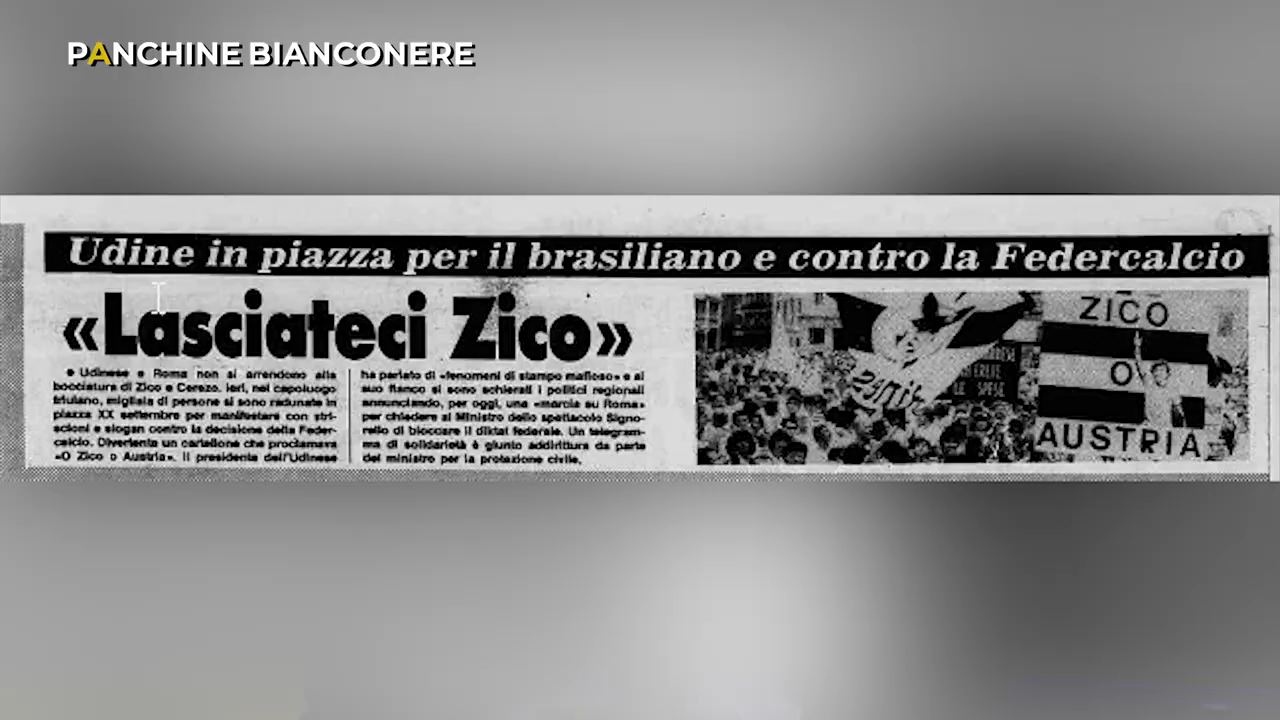 PANCHINE BIANCONERE
Udine in piazza per il brasiliano e contro la Federcalcio
«Lasciateci Zico»
● Udinese e Roma non si arrendono alla
bocciatura di Zico e Cerezo. Ieri, nel capoluogo
friulano, migliaia di persone si sono radunate in
piazza XX settembre per manifestare con stri-
scioni e slogan contro la decisione della Feder-
calcio. Divertente un cartellone che proclamava
«O Zico o Austria». Il presidente dell'Udinese
ha parlato di «fenomeni di stampo mafioso» e al
suo fianco si sono schierati i politici regionali
annunciando, per oggi, una «marcia su Roma»
per chiedere al Ministro dello spettacolo Signo-
rello di bloccare il diktat federale. Un telegram-
ma di solidarietà è giunto addirittura da parte
del ministro per la protezione civile.
LE SPESE
ZICO
O
AUSTRIA